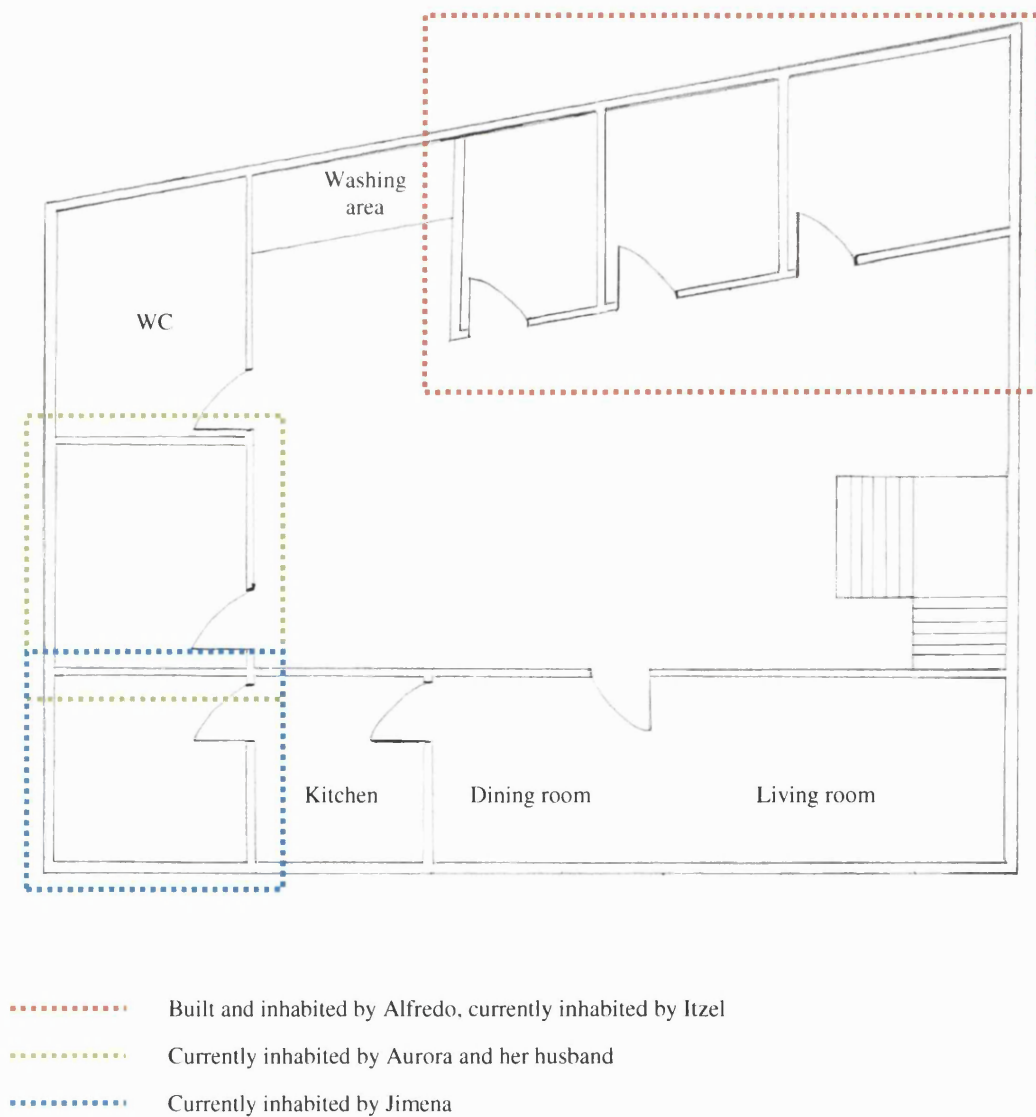 Washing
area
WC
Kitchen
Dining room
Living room
Built and inhabited by Alfredo, currently inhabited by Itzel
Currently inhabited by Aurora and her husband
Currently inhabited by Jimena